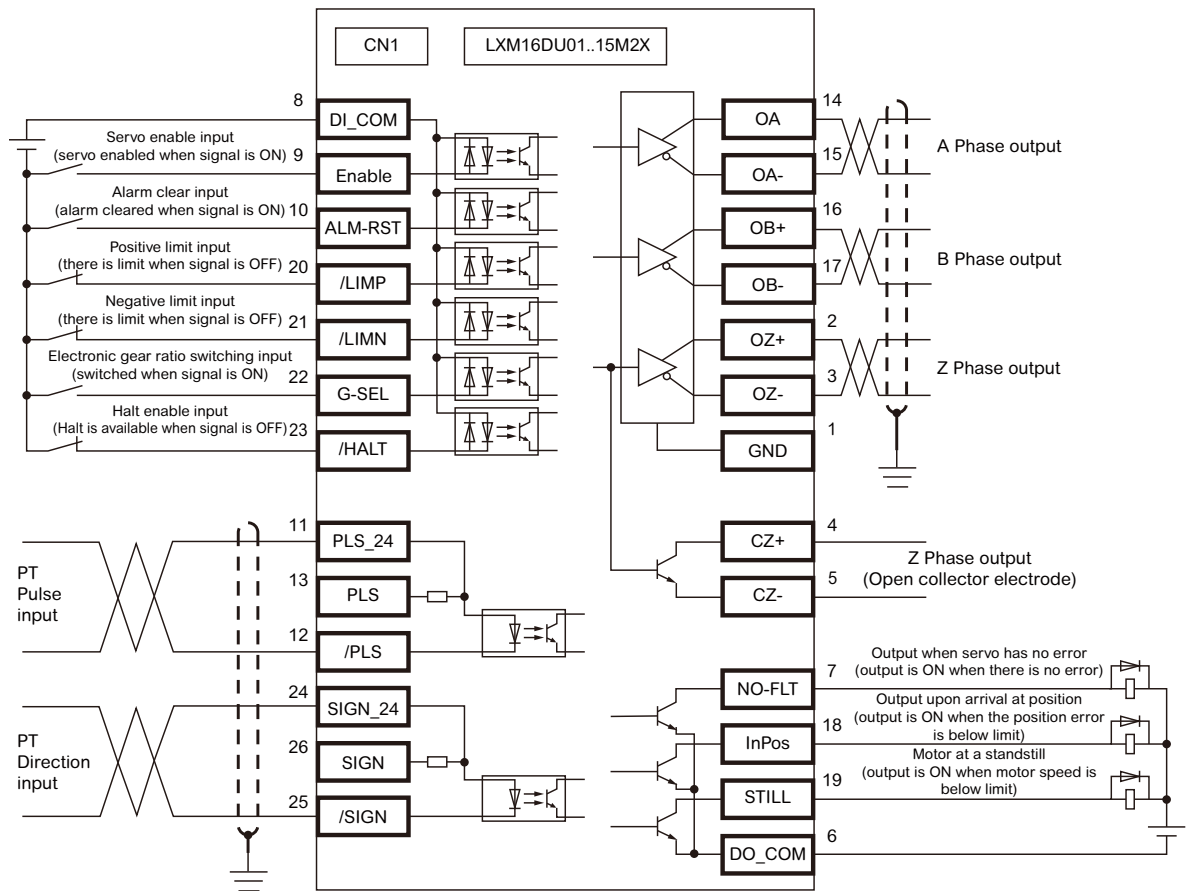 CN1
LXM16DU01..15M2X
8
DI_COM
Servo enable input
(servo enabled when signal is ON)
9
Enable
Alarm clear input
(alarm cleared when signal is ON)
10
ALM-RST
Positive limit input
(there is limit when signal is OFF)
20
/LIMP
Negative limit input
(there is limit when signal is OFF)
21
/LIMN
Electronic gear ratio switching input
(switched when signal is ON)
22
G-SEL
Halt enable input
(Halt is available when signal is OFF)
23
/HALT
PT
Pulse
input
11
PLS_24
13
PLS
12
/PLS
PT
Direction
input
24
SIGN_24
26
SIGN
25
/SIGN
OA
14
OA-
15
A Phase output
OB+
16
OB-
17
B Phase output
OZ+
2
OZ-
3
Z Phase output
GND
1
CZ+
4
CZ-
5
Z Phase output
(Open collector electrode)
NO-FLT
7
Output when servo has no error
(output is ON when there is no error)
InPos
18
Output upon arrival at position
(output is ON when the position error
is below limit)
STILL
19
Motor at a standstill
(output is ON when motor speed is
below limit)
DO_COM
6